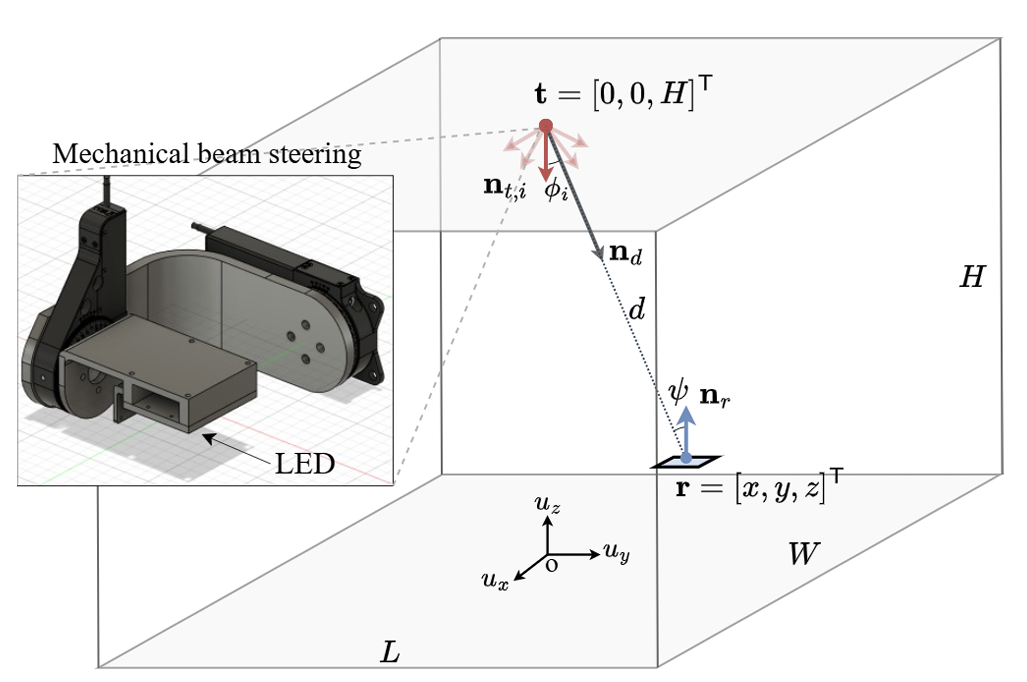 t = [0, 0, H]ᵀ
Mechanical beam steering
n_{t,i}
ϕ_i
n_d
H
d
ψ
n_r
LED
r = [x, y, z]ᵀ
u_z
u_y
o
u_x
W
L